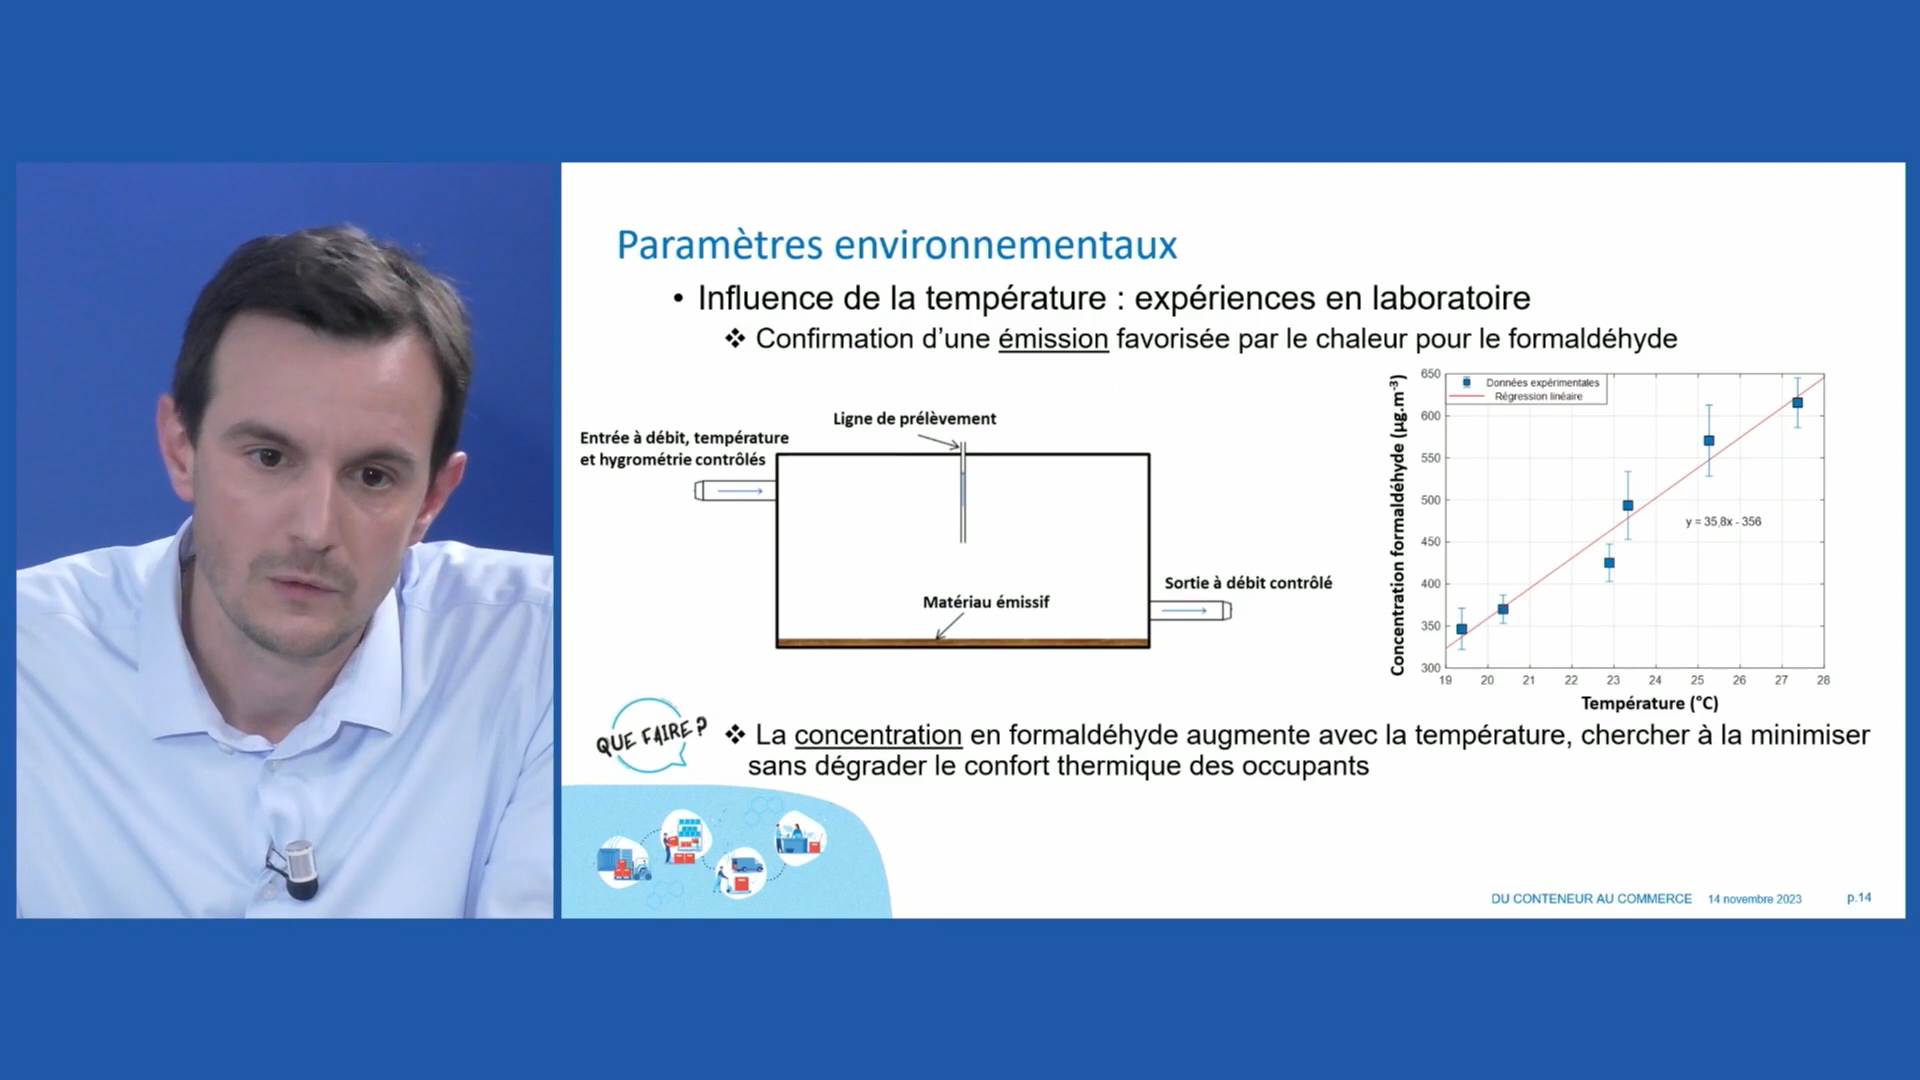 Paramètres environnementaux
• Influence de la température : expériences en laboratoire
❖ Confirmation d’une émission favorisée par le chaleur pour le formaldéhyde
Ligne de prélèvement
Entrée à débit, température
et hygrométrie contrôlés
Matériau émissif
Sortie à débit contrôlé
Concentration formaldéhyde (µg.m-3)
650
600
550
500
450
400
350
300
Données expérimentales
Régression linéaire
y = 35,8x - 356
19 20 21 22 23 24 25 26 27 28
Température (°C)
QUE FAIRE ?
❖ La concentration en formaldéhyde augmente avec la température, chercher à la minimiser
sans dégrader le confort thermique des occupants
DU CONTENEUR AU COMMERCE 14 novembre 2023 p.14